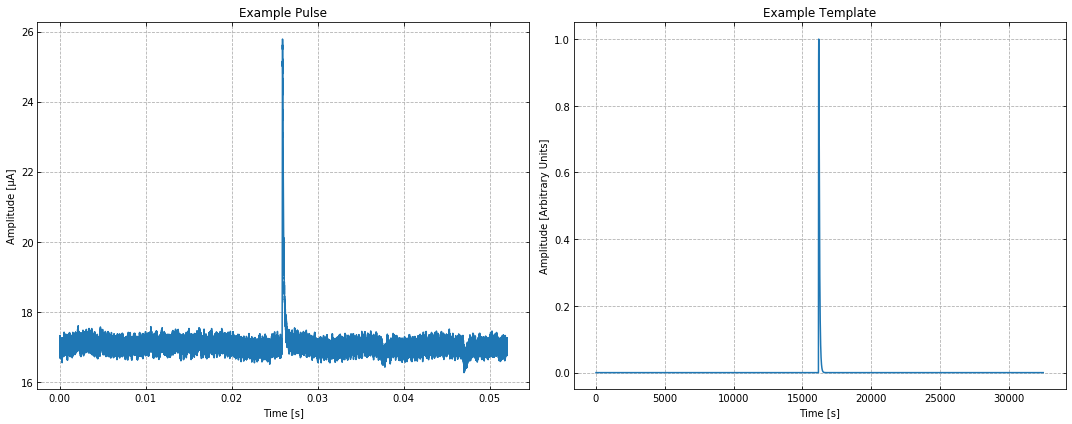 Example Pulse
Amplitude [μA]
26
24
22
20
18
16
0.00 0.01 0.02 0.03 0.04 0.05
Time [s]
Example Template
Amplitude [Arbitrary Units]
1.0
0.8
0.6
0.4
0.2
0.0
0 5000 10000 15000 20000 25000 30000
Time [s]